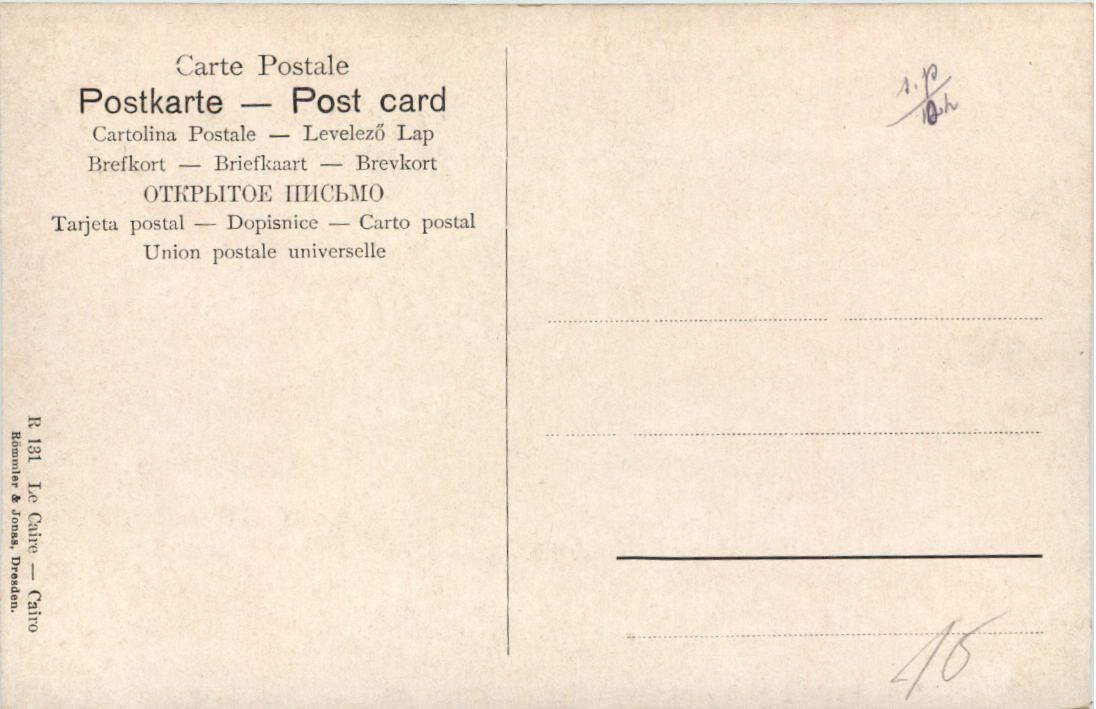 Carte Postale
Postkarte — Post card
Cartolina Postale — Levelező Lap
Brefkort — Briefkaart — Brevkort
ОТКРЫТОЕ ПИСЬМО
Tarjeta postal — Dopisnice — Carto postal
Union postale universelle
R 131 Le Caire — Cairo
Römmler & Jonas, Dresden.